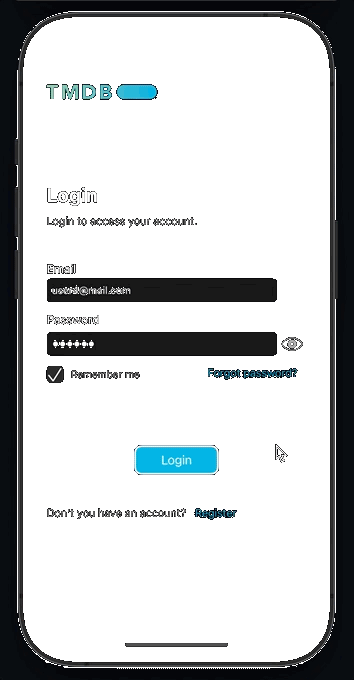 TMDB
Login
Login to access your account.
Email
@mail.com
Password
Remember me
Forgot password?
Login
Don't you have an account? Register